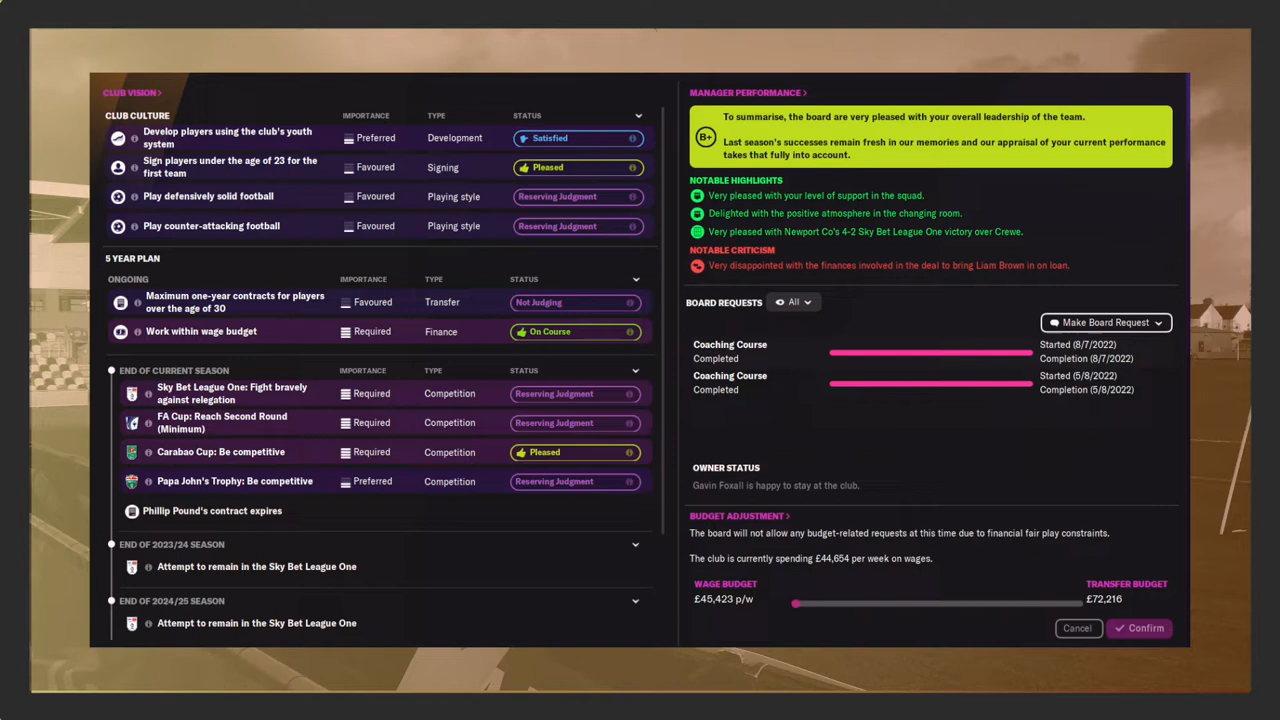 CLUB VISION >
CLUB CULTURE IMPORTANCE TYPE STATUS
Develop players using the club's youth
system
Preferred Development Satisfied
Sign players under the age of 23 for the
first team
Favoured Signing Pleased
Play defensively solid football Favoured Playing style Reserving Judgment
Play counter-attacking football Favoured Playing style Reserving Judgment
5 YEAR PLAN
ONGOING IMPORTANCE TYPE STATUS
Maximum one-year contracts for players
over the age of 30
Favoured Transfer Not Judging
Work within wage budget Required Finance On Course
END OF CURRENT SEASON IMPORTANCE TYPE STATUS
Sky Bet League One: Fight bravely
against relegation
Required Competition Reserving Judgment
FA Cup: Reach Second Round
(Minimum)
Required Competition Reserving Judgment
Carabao Cup: Be competitive Required Competition Pleased
Papa John's Trophy: Be competitive Preferred Competition Reserving Judgment
Phillip Pound's contract expires
END OF 2023/24 SEASON
Attempt to remain in the Sky Bet League One
END OF 2024/25 SEASON
Attempt to remain in the Sky Bet League One
MANAGER PERFORMANCE >
B+
To summarise, the board are very pleased with your overall leadership of the team.
Last season's successes remain fresh in our memories and our appraisal of your current performance
takes that fully into account.
NOTABLE HIGHLIGHTS
Very pleased with your level of support in the squad.
Delighted with the positive atmosphere in the changing room.
Very pleased with Newport Co's 4-2 Sky Bet League One victory over Crewe.
NOTABLE CRITICISM
Very disappointed with the finances involved in the deal to bring Liam Brown in on loan.
BOARD REQUESTS All
Make Board Request
Coaching Course Started (8/7/2022)
Completed Completion (8/7/2022)
Coaching Course Started (5/8/2022)
Completed Completion (5/8/2022)
OWNER STATUS
Gavin Foxall is happy to stay at the club.
BUDGET ADJUSTMENT >
The board will not allow any budget-related requests at this time due to financial fair play constraints.
The club is currently spending £44,654 per week on wages.
WAGE BUDGET TRANSFER BUDGET
£45,423 p/w £72,216
Cancel Confirm